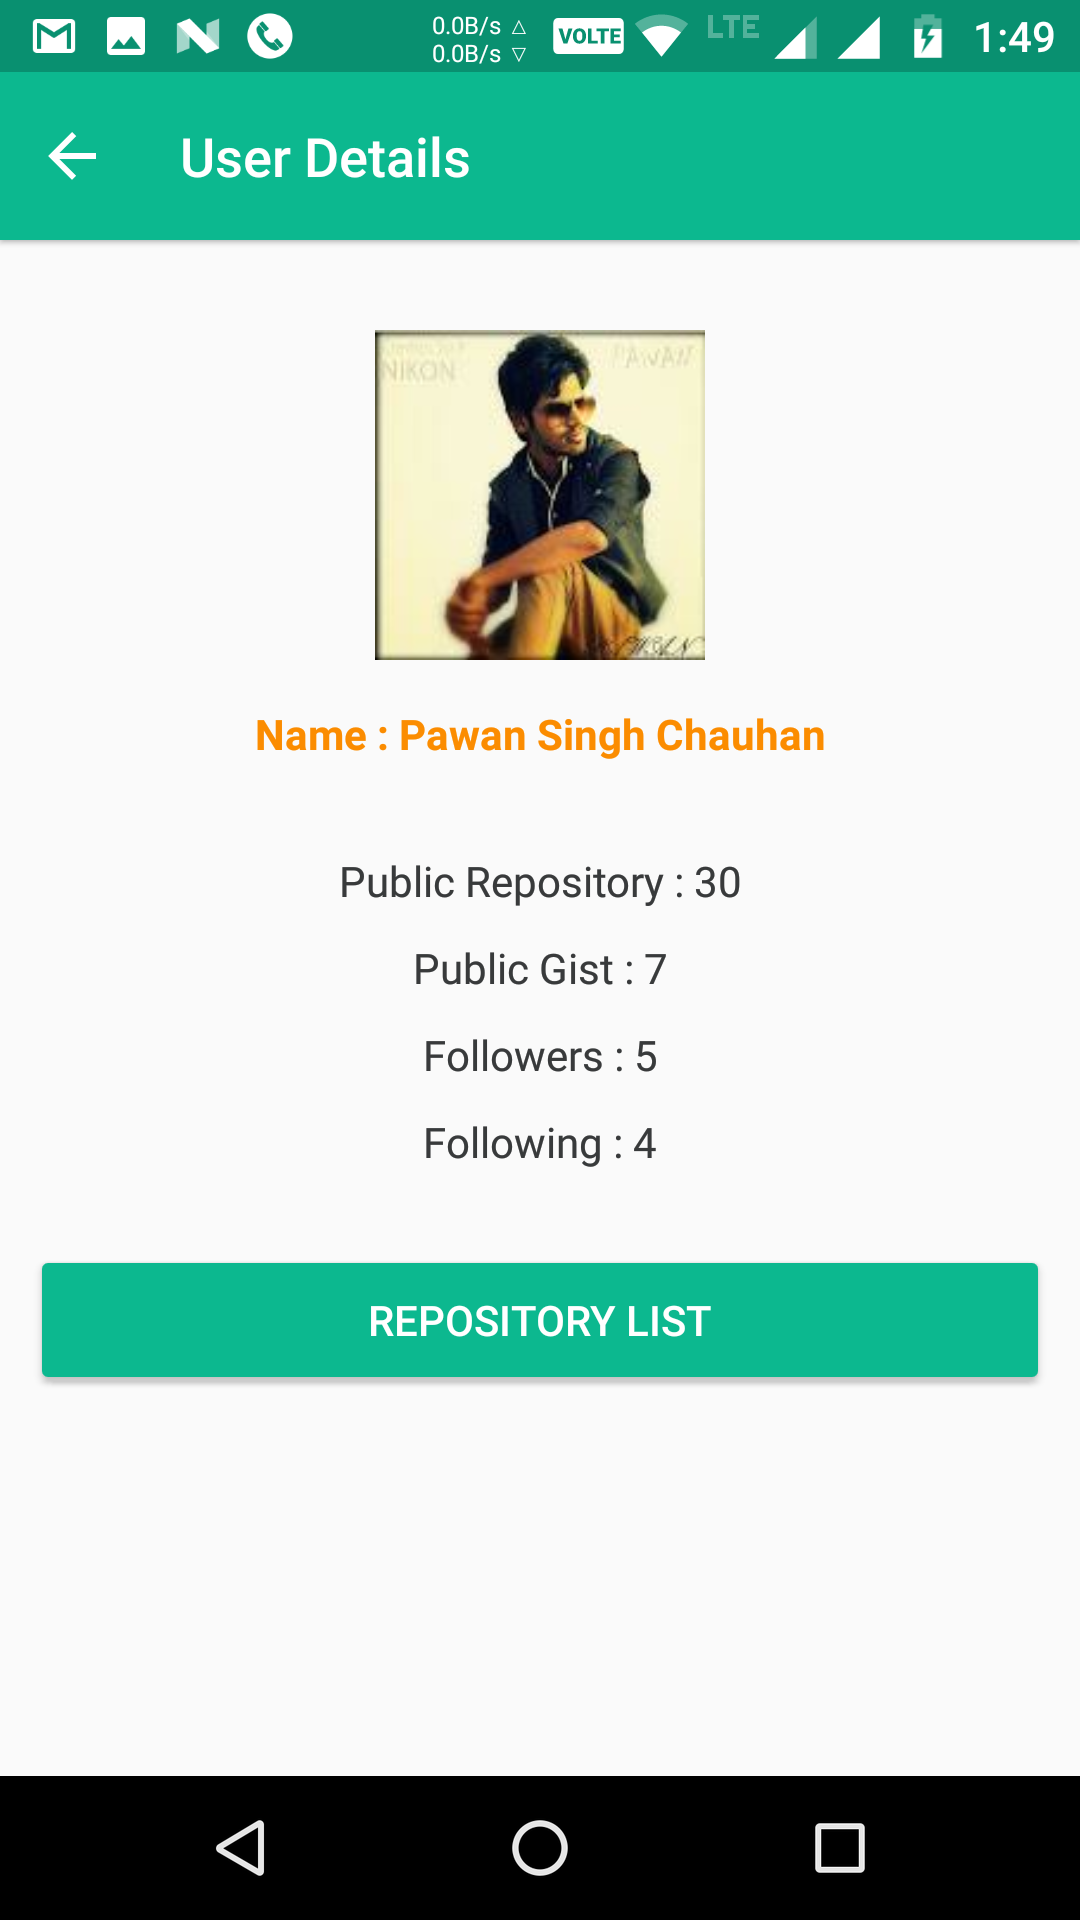 0.0B/s △
0.0B/s ▽
VOLTE
LTE
1:49
User Details
NIKON
PAWAN
Name : Pawan Singh Chauhan
Public Repository : 30
Public Gist : 7
Followers : 5
Following : 4
REPOSITORY LIST